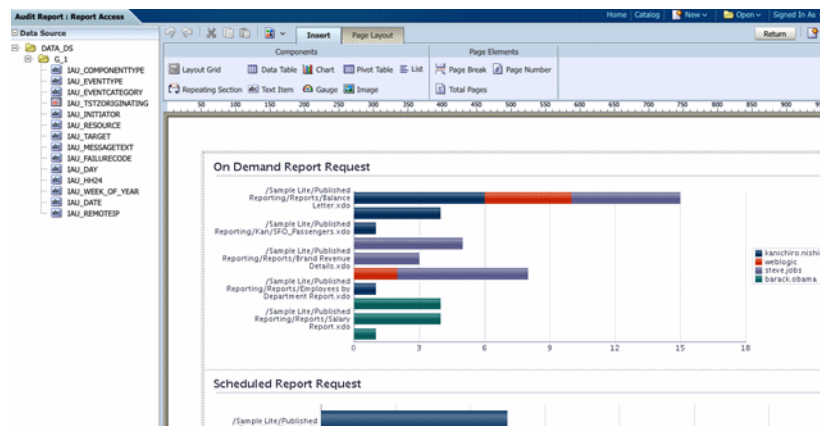 Audit Report : Report Access
Home Catalog New Open Signed In As
Data Source
Insert Page Layout
Return
DATA_DS
G_1
IAU_COMPONENTTYPE
IAU_EVENTTYPE
IAU_EVENTCATEGORY
IAU_TSTZORIGINATING
IAU_INITIATOR
IAU_RESOURCE
IAU_TARGET
IAU_MESSAGETEXT
IAU_FAILURECODE
IAU_DAY
IAU_HH24
IAU_WEEK_OF_YEAR
IAU_DATE
IAU_REMOTEIP
Components
Page Elements
Layout Grid Data Table Chart Pivot Table List Page Break Page Number
Repeating Section Text Item Gauge Image Total Pages
50 100 150 200 250 300 350 400 450 500 550 600 650 700 750 800 850 900
On Demand Report Request
/Sample Lite/Published
Reporting/Reports/Balance
Letter.xdo
/Sample Lite/Published
Reporting/Kan/SFO_Passengers.xdo
/Sample Lite/Published
Reporting/Reports/Brand Revenue
Details.xdo
/Sample Lite/Published
Reporting/Reports/Employees by
Department Report.xdo
/Sample Lite/Published
Reporting/Reports/Salary
Report.xdo
0 3 6 9 12 15 18
kanichiro.nishi
weblogic
steve.jobs
barack.obama
Scheduled Report Request
/Sample Lite/Published